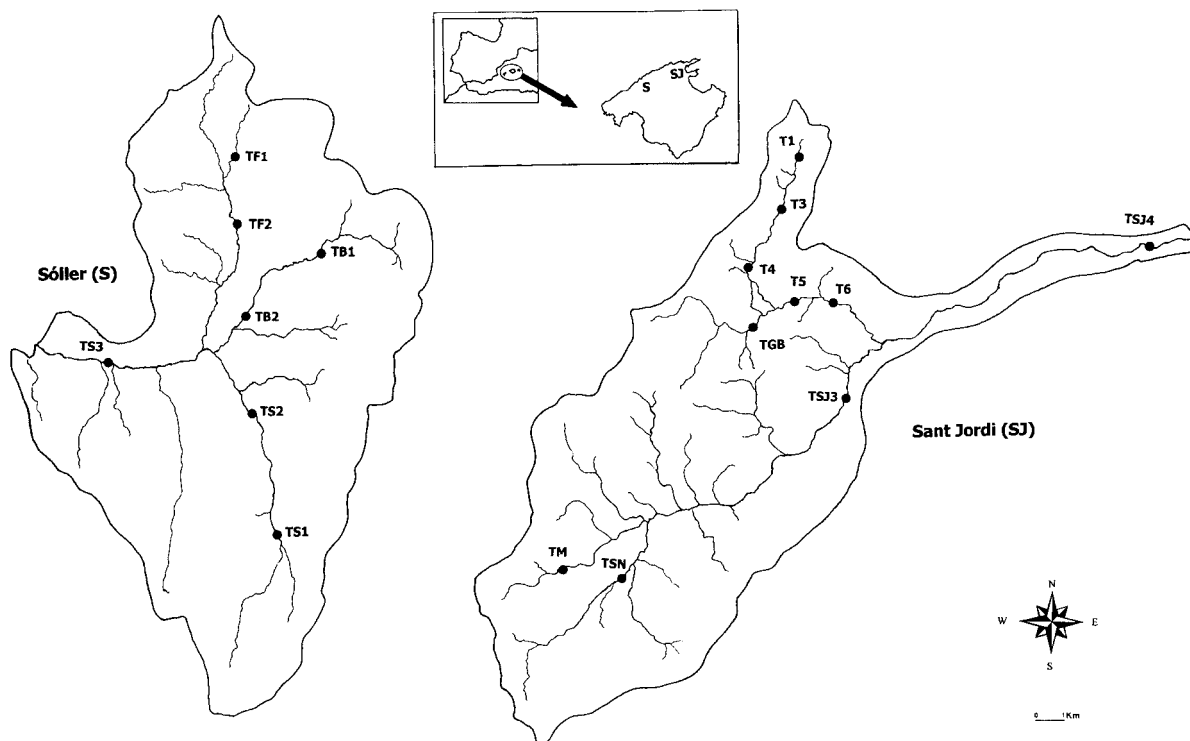 SJ
S
TF1
T1
T3
TF2
TSJ4
TB1
Sóller (S)
T4
T5
T6
TB2
TGB
TS3
TSJ3
TS2
Sant Jordi (SJ)
TS1
TM
TSN
N
W
E
S
0 1Km